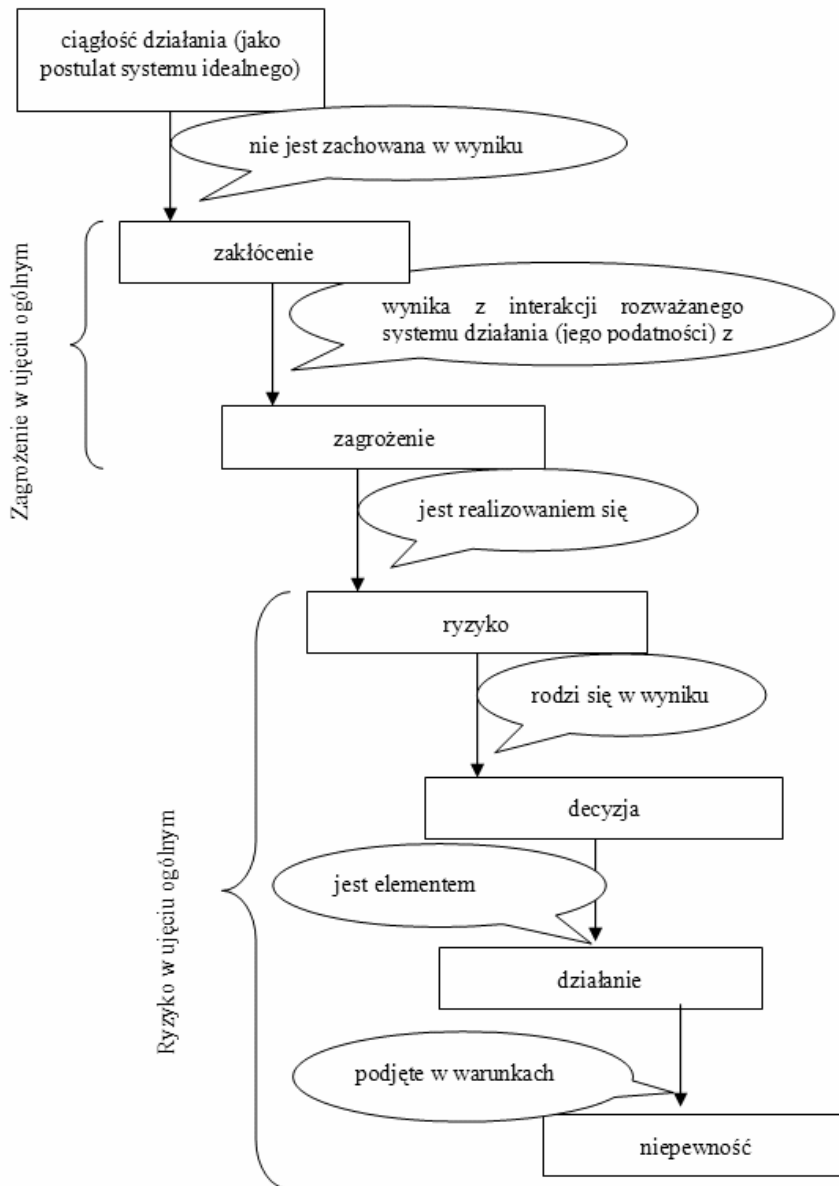 ciągłość działania (jako
postulat systemu idealnego)
nie jest zachowana w wyniku
zakłócenie
wynika z interakcji rozważanego
systemu działania (jego podatności) z
zagrożenie
Zagrożenie w ujęciu ogólnym
jest realizowaniem się
ryzyko
rodzi się w wyniku
decyzja
jest elementem
działanie
podjęte w warunkach
niepewność
Ryzyko w ujęciu ogólnym